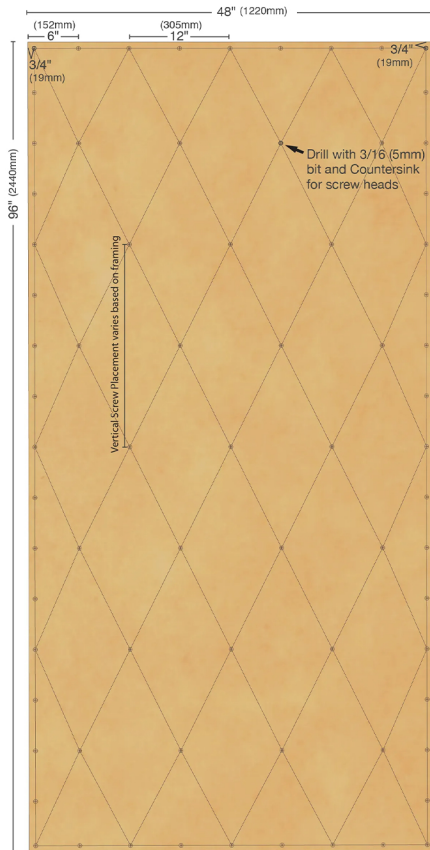 48" (1220mm)
(152mm)
6"
(305mm)
12"
3/4"
(19mm)
3/4"
(19mm)
Drill with 3/16 (5mm)
bit and Countersink
for screw heads
96" (2440mm)
Vertical Screw Placement varies based on framing